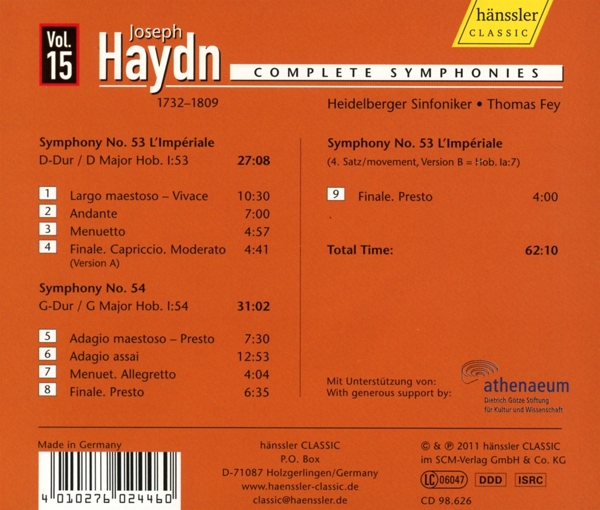 Vol.
15
Joseph
Haydn
COMPLETE SYMPHONIES
hänssler
CLASSIC
1732–1809
Heidelberger Sinfoniker • Thomas Fey
Symphony No. 53 L'Impériale
D-Dur / D Major Hob. I:53 27:08
1 Largo maestoso – Vivace 10:30
2 Andante 7:00
3 Menuetto 4:57
4 Finale. Capriccio. Moderato 4:41
(Version A)
Symphony No. 54
G-Dur / G Major Hob. I:54 31:02
5 Adagio maestoso – Presto 7:30
6 Adagio assai 12:53
7 Menuet. Allegretto 4:04
8 Finale. Presto 6:35
Symphony No. 53 L'Impériale
(4. Satz/movement, Version B = Hob. Ia:7)
9 Finale. Presto 4:00
Total Time: 62:10
Mit Unterstützung von:
With generous support by:
athenaeum
Dietrich Götze Stiftung
für Kultur und Wissenschaft
Made in Germany
4 010276 024460
hänssler CLASSIC
P.O. Box
D-71087 Holzgerlingen/Germany
www.haenssler-classic.de
classic@haenssler.de
© & ℗ 2011 hänssler CLASSIC
im SCM-Verlag GmbH & Co. KG
LC 06047 DDD ISRC
CD 98.626